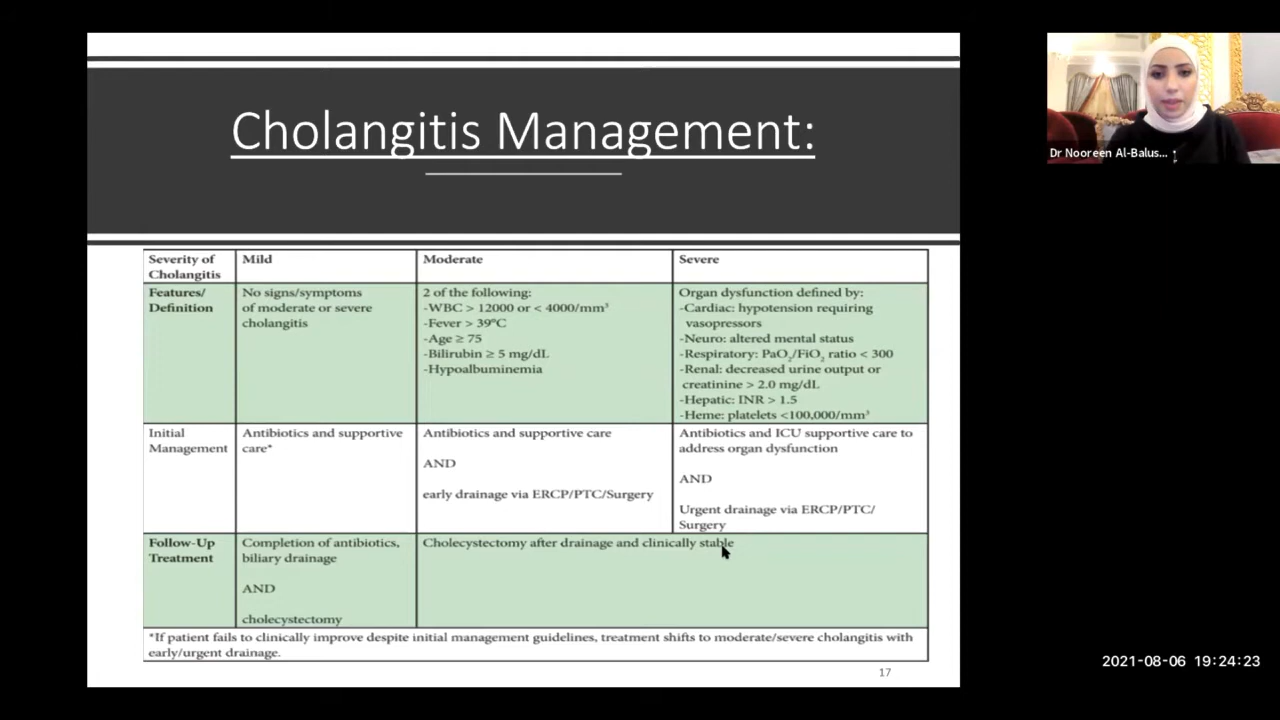 Cholangitis Management:
Dr Nooreen Al-Balus...
Severity of
Cholangitis
Mild
Moderate
Severe
Features/
Definition
No signs/symptoms
of moderate or severe
cholangitis
2 of the following:
-WBC > 12000 or < 4000/mm³
-Fever > 39°C
-Age ≥ 75
-Bilirubin ≥ 5 mg/dL
-Hypoalbuminemia
Organ dysfunction defined by:
-Cardiac: hypotension requiring
vasopressors
-Neuro: altered mental status
-Respiratory: PaO₂/FiO₂ ratio < 300
-Renal: decreased urine output or
creatinine > 2.0 mg/dL
-Hepatic: INR > 1.5
-Heme: platelets <100,000/mm³
Initial
Management
Antibiotics and supportive
care*
Antibiotics and supportive care
AND
early drainage via ERCP/PTC/Surgery
Antibiotics and ICU supportive care to
address organ dysfunction
AND
Urgent drainage via ERCP/PTC/
Surgery
Follow-Up
Treatment
Completion of antibiotics,
biliary drainage
AND
cholecystectomy
Cholecystectomy after drainage and clinically stable
*If patient fails to clinically improve despite initial management guidelines, treatment shifts to moderate/severe cholangitis with
early/urgent drainage.
17
2021-08-06 19:24:23